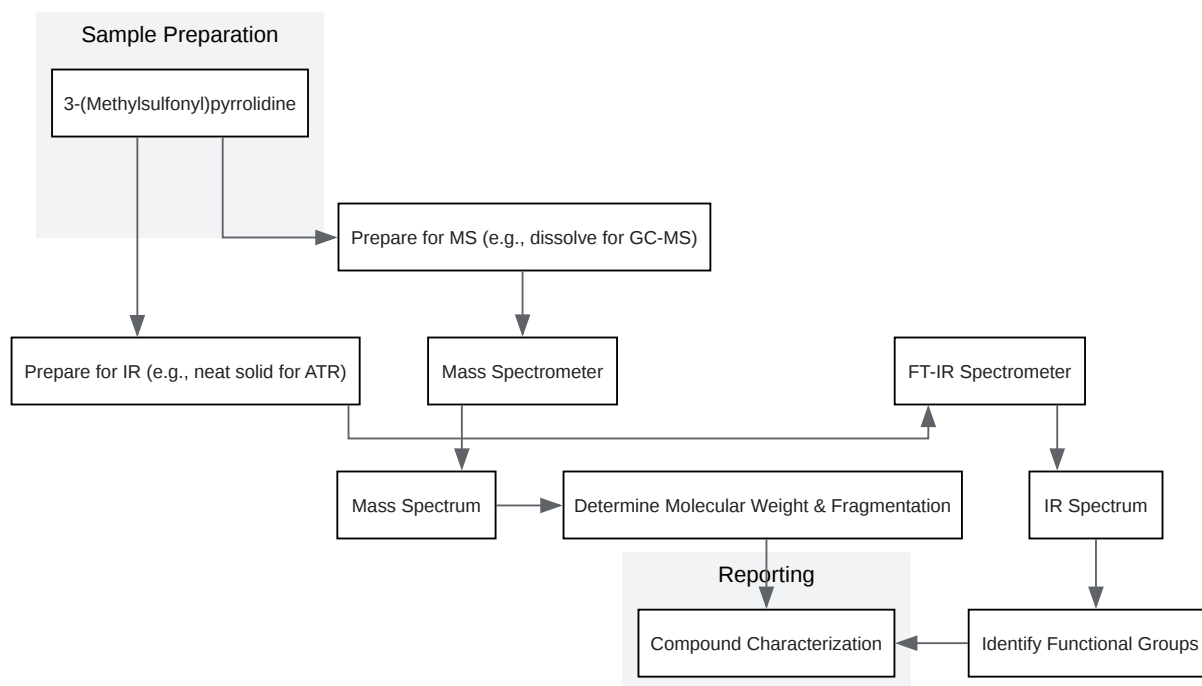 Sample Preparation
3-(Methylsulfonyl)pyrrolidine
Prepare for MS (e.g., dissolve for GC-MS)
Prepare for IR (e.g., neat solid for ATR)
Mass Spectrometer
FT-IR Spectrometer
Mass Spectrum
Determine Molecular Weight & Fragmentation
IR Spectrum
Reporting
Compound Characterization
Identify Functional Groups